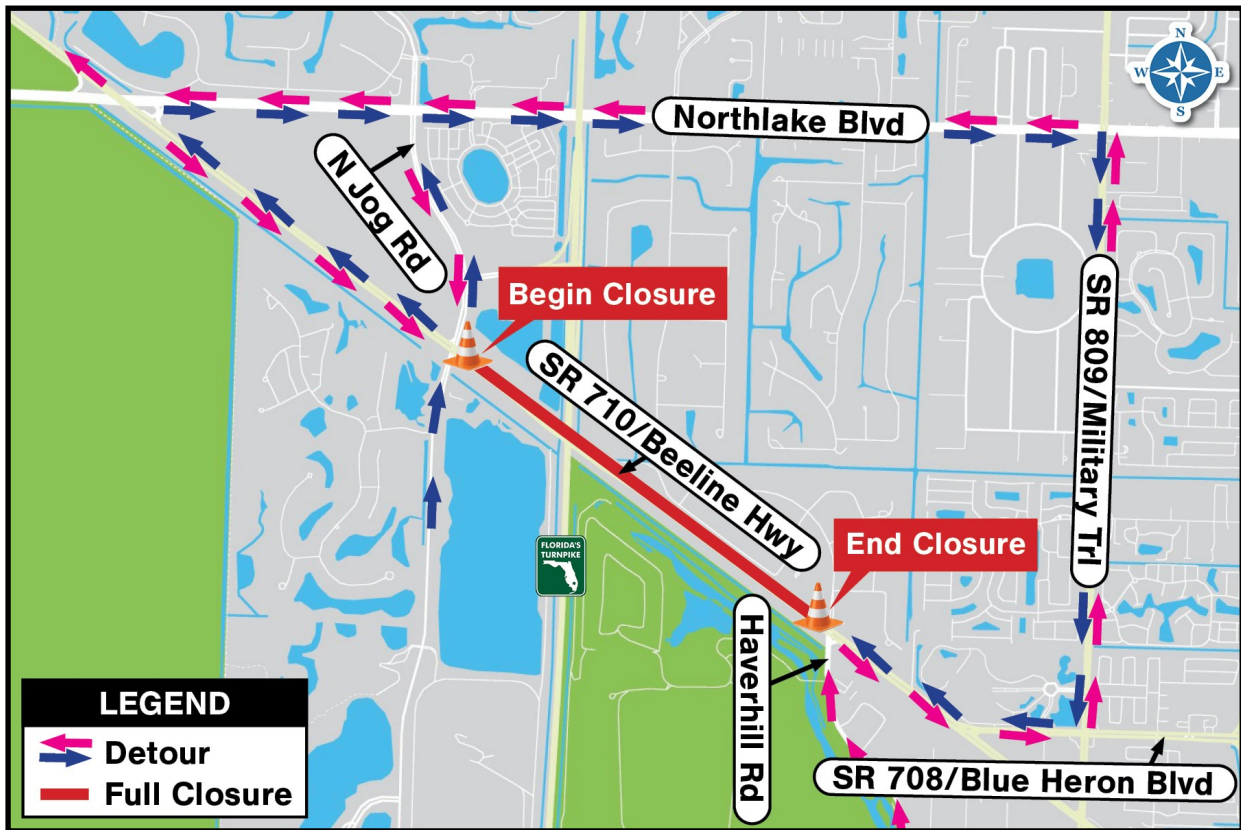 N
W E
S
Northlake Blvd
N Jog Rd
Begin Closure
SR 710/Beeline Hwy
SR 809/Military Trl
End Closure
FLORIDA'S
TURNPIKE
Haverhill Rd
SR 708/Blue Heron Blvd
LEGEND
Detour
Full Closure